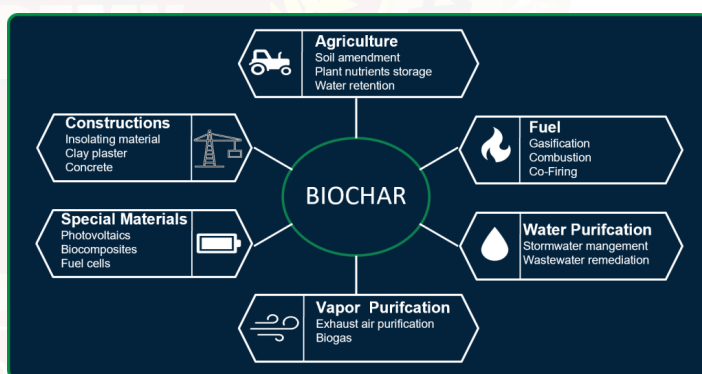 Agriculture
Soil amendment
Plant nutrients storage
Water retention
Constructions
Insolating material
Clay plaster
Concrete
Fuel
Gasification
Combustion
Co-Firing
BIOCHAR
Special Materials
Photovoltaics
Biocomposites
Fuel cells
Water Purifcation
Stormwater mangement
Wastewater remediation
Vapor Purifcation
Exhaust air purification
Biogas